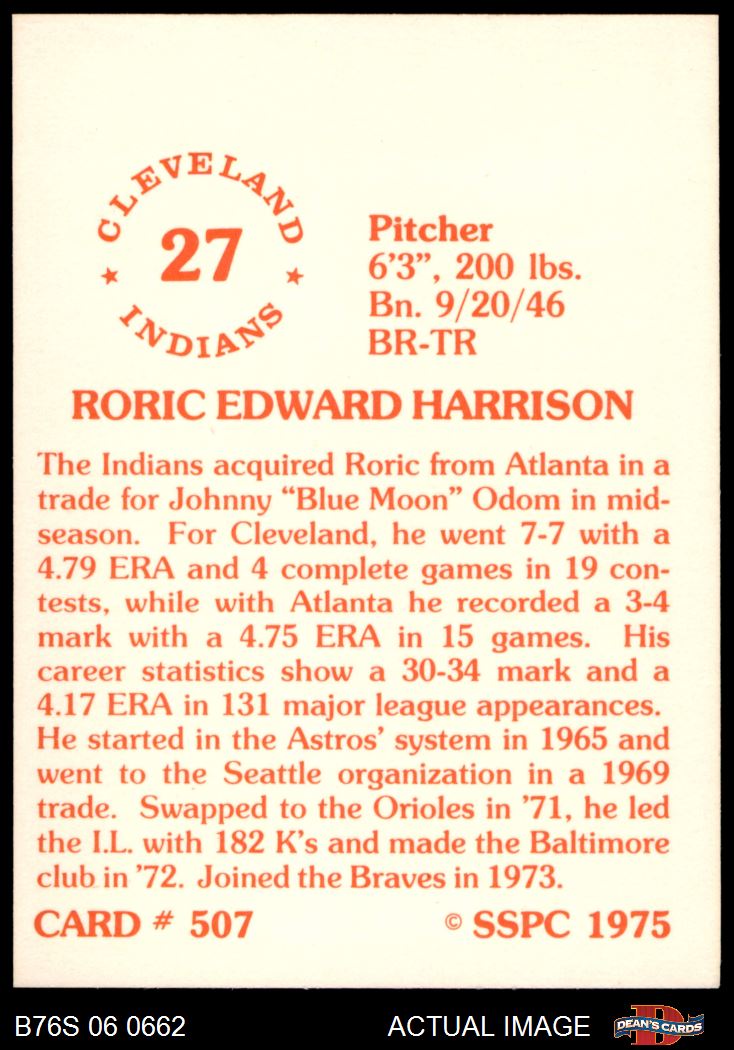 CLEVELAND
27
INDIANS
Pitcher
6'3", 200 lbs.
Bn. 9/20/46
BR-TR
RORIC EDWARD HARRISON
The Indians acquired Roric from Atlanta in a
trade for Johnny “Blue Moon” Odom in mid-
season. For Cleveland, he went 7-7 with a
4.79 ERA and 4 complete games in 19 con-
tests, while with Atlanta he recorded a 3-4
mark with a 4.75 ERA in 15 games. His
career statistics show a 30-34 mark and a
4.17 ERA in 131 major league appearances.
He started in the Astros’ system in 1965 and
went to the Seattle organization in a 1969
trade. Swapped to the Orioles in ’71, he led
the I.L. with 182 K’s and made the Baltimore
club in ’72. Joined the Braves in 1973.
CARD # 507 © SSPC 1975
B76S 06 0662 ACTUAL IMAGE D DEAN'S CARDS